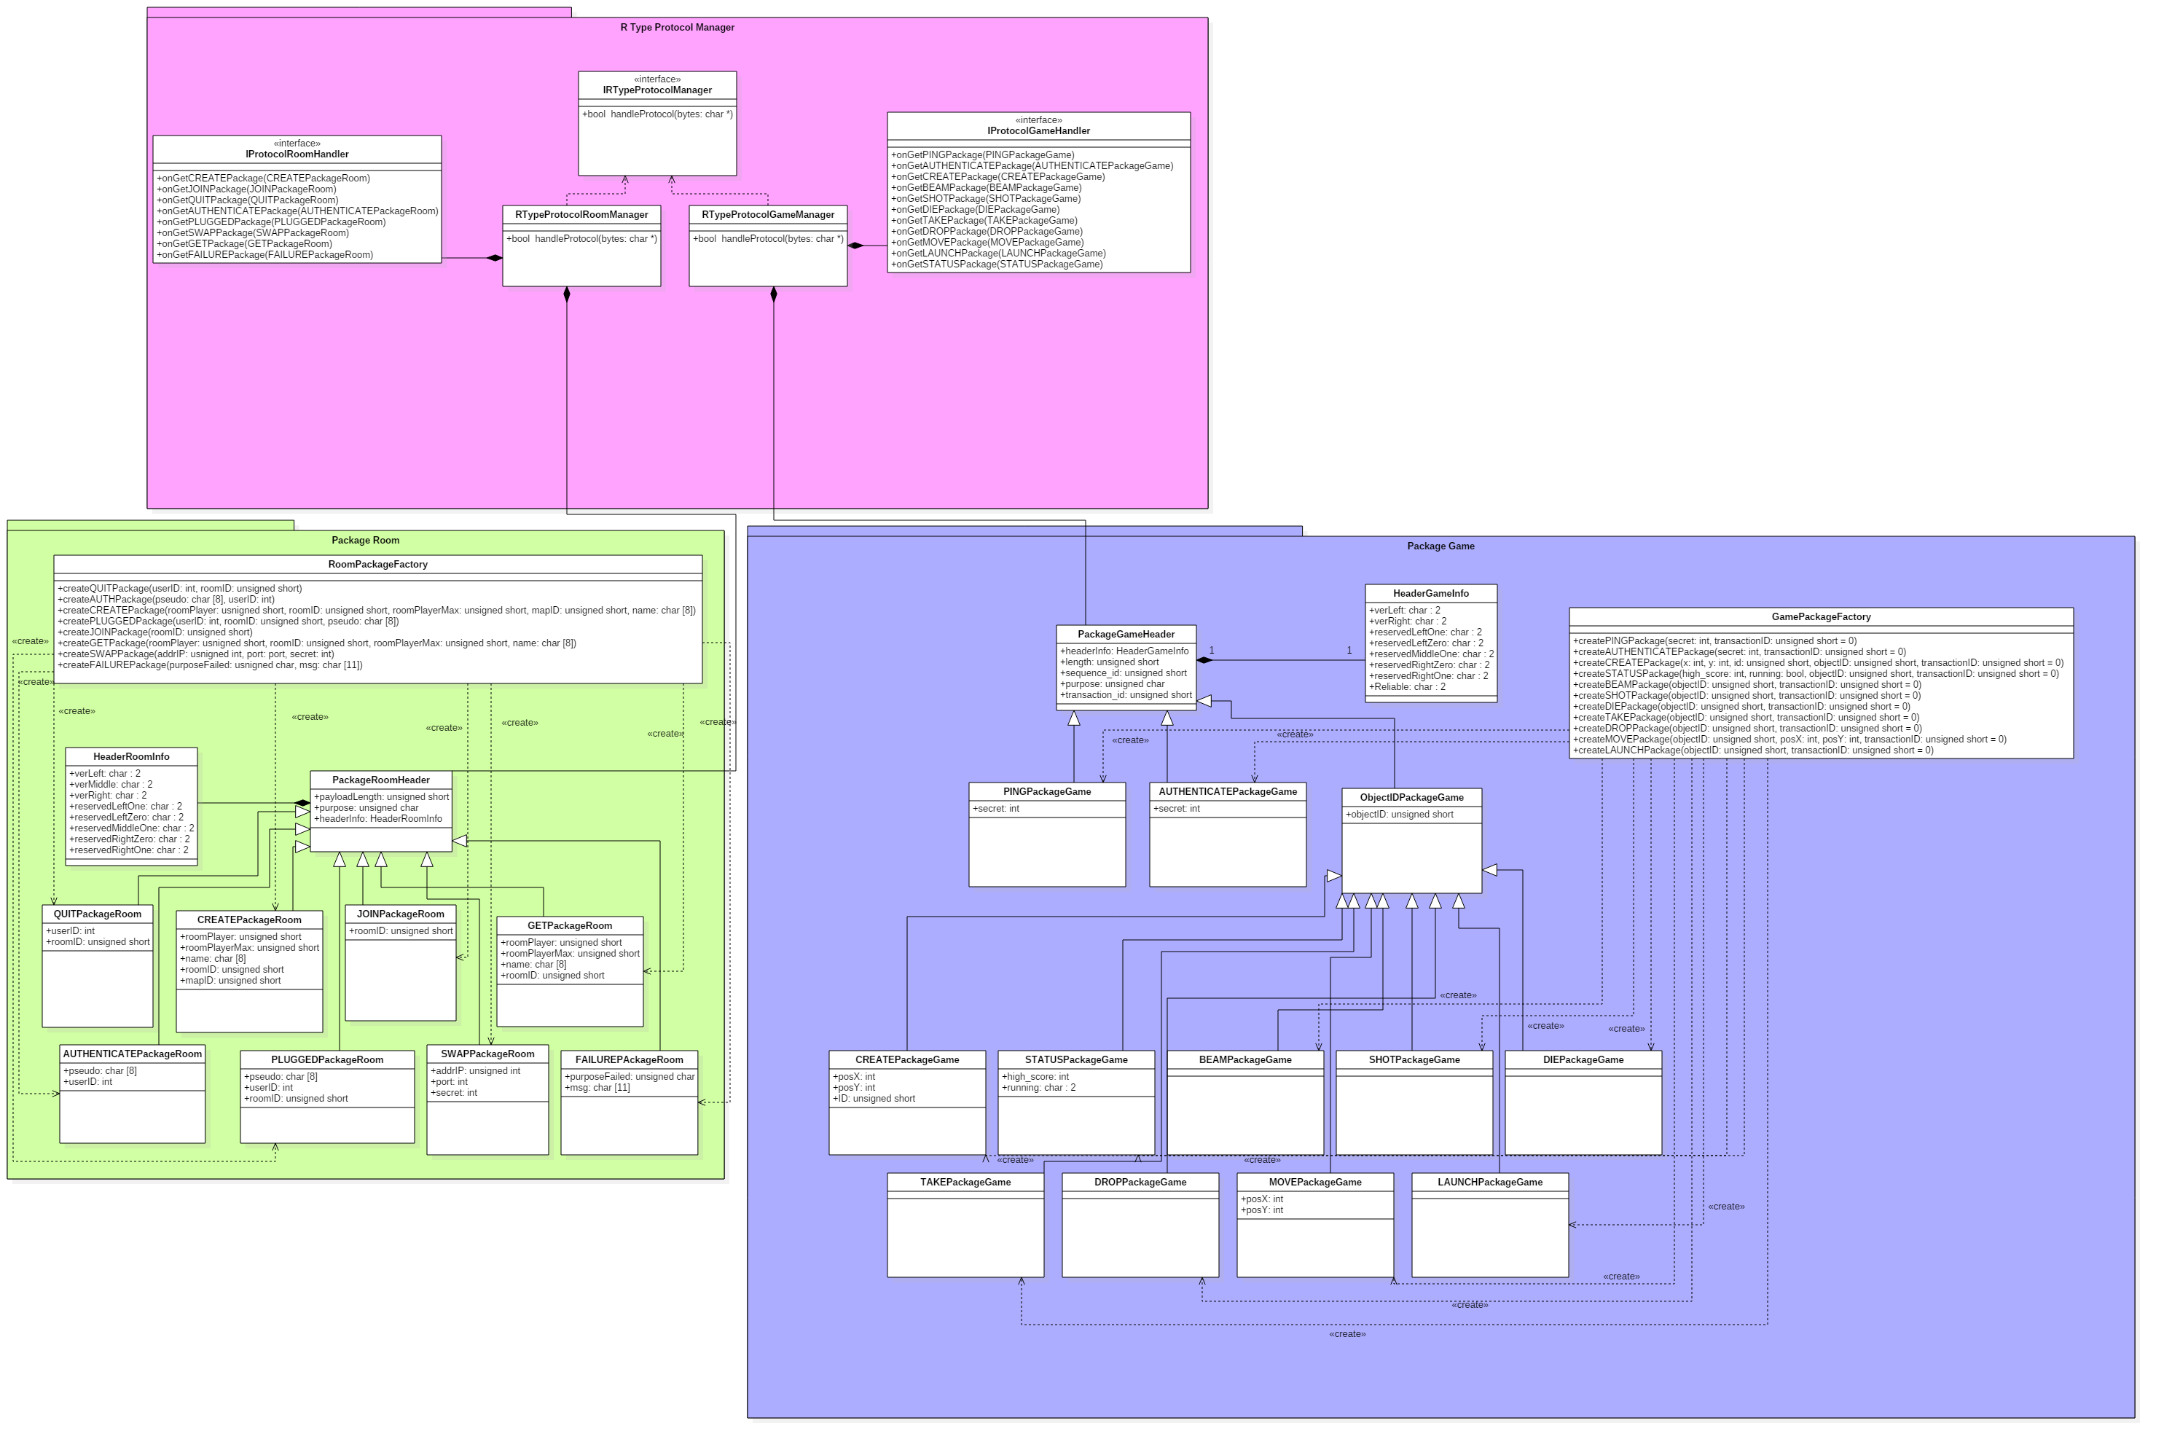 R Type Protocol Manager
«interface»
IRTypeProtocolManager
+bool  handleProtocol(bytes: char *)
«interface»
IProtocolGameHandler
+onGetPINGPackage(PINGPackageGame)
+onGetAUTHENTICATEPackage(AUTHENTICATEPackageGame)
+onGetCREATEPackage(CREATEPackageGame)
+onGetBEAMPackage(BEAMPackageGame)
+onGetSHOTPackage(SHOTPackageGame)
+onGetDIEPackage(DIEPackageGame)
+onGetTAKEPackage(TAKEPackageGame)
+onGetDROPPackage(DROPPackageGame)
+onGetMOVEPackage(MOVEPackageGame)
+onGetLAUNCHPackage(LAUNCHPackageGame)
+onGetSTATUSPackage(STATUSPackageGame)
«interface»
IProtocolRoomHandler
+onGetCREATEPackage(CREATEPackageRoom)
+onGetJOINPackage(JOINPackageRoom)
+onGetQUITPackage(QUITPackageRoom)
+onGetAUTHENTICATEPackage(AUTHENTICATEPackageRoom)
+onGetPLUGGEDPackage(PLUGGEDPackageRoom)
+onGetSWAPPackage(SWAPPackageRoom)
+onGetGETPackage(GETPackageRoom)
+onGetFAILUREPackage(FAILUREPackageRoom)
RTypeProtocolRoomManager
+bool  handleProtocol(bytes: char *)
RTypeProtocolGameManager
+bool  handleProtocol(bytes: char *)
Package Room
RoomPackageFactory
+createQUITPackage(userID: int, roomID: unsigned short)
+createAUTHPackage(pseudo: char [8], userID: int)
+createCREATEPackage(roomPlayer: usnigned short, roomID: unsigned short, roomPlayerMax: unsigned short, mapID: unsigned short, name: char [8])
+createPLUGGEDPackage(userID: int, roomID: unsigned short, pseudo: char [8])
+createJOINPackage(roomID: unsigned short)
+createGETPackage(roomPlayer: unsigned short, roomID: unsigned short, roomPlayerMax: unsigned short, name: char [8])
+createSWAPPackage(addrIP: usnigned int, port: port, secret: int)
+createFAILUREPackage(purposeFailed: unsigned char, msg: char [11])
«create»
«create»
«create»
«create»
«create»
«create»
«create»
«create»
HeaderRoomInfo
+verLeft: char : 2
+verMiddle: char : 2
+verRight: char : 2
+reservedLeftOne: char : 2
+reservedLeftZero: char : 2
+reservedMiddleOne: char : 2
+reservedRightZero: char : 2
+reservedRightOne: char : 2
PackageRoomHeader
+payloadLength: unsigned short
+purpose: unsigned char
+headerInfo: HeaderRoomInfo
QUITPackageRoom
+userID: int
+roomID: unsigned short
CREATEPackageRoom
+roomPlayer: unsigned short
+roomPlayerMax: unsigned short
+name: char [8]
+roomID: unsigned short
+mapID: unsigned short
JOINPackageRoom
+roomID: unsigned short
GETPackageRoom
+roomPlayer: unsigned short
+roomPlayerMax: unsigned short
+name: char [8]
+roomID: unsigned short
AUTHENTICATEPackageRoom
+pseudo: char [8]
+userID: int
PLUGGEDPackageRoom
+pseudo: char [8]
+userID: int
+roomID: unsigned short
SWAPPackageRoom
+addrIP: unsigned int
+port: int
+secret: int
FAILUREPAckageRoom
+purposeFailed: unsigned char
+msg: char [11]
Package Game
PackageGameHeader
+headerInfo: HeaderGameInfo
+length: unsigned short
+sequence_id: unsigned short
+purpose: unsigned char
+transaction_id: unsigned short
1
1
HeaderGameInfo
+verLeft: char : 2
+verRight: char : 2
+reservedLeftOne: char : 2
+reservedLeftZero: char : 2
+reservedMiddleOne: char : 2
+reservedRightZero: char : 2
+reservedRightOne: char : 2
+Reliable: char : 2
GamePackageFactory
+createPINGPackage(secret: int, transactionID: unsigned short = 0)
+createAUTHENTICATEPackage(secret: int, transactionID: unsigned short = 0)
+createCREATEPackage(x: int, y: int, id: unsigned short, objectID: unsigned short, transactionID: unsigned short = 0)
+createSTATUSPackage(high_score: int, running: bool, objectID: unsigned short, transactionID: unsigned short = 0)
+createBEAMPackage(objectID: unsigned short, transactionID: unsigned short = 0)
+createSHOTPackage(objectID: unsigned short, transactionID: unsigned short = 0)
+createDIEPackage(objectID: unsigned short, transactionID: unsigned short = 0)
+createTAKEPackage(objectID: unsigned short, transactionID: unsigned short = 0)
+createDROPPackage(objectID: unsigned short, transactionID: unsigned short = 0)
+createMOVEPackage(objectID: unsigned short, posX: int, posY: int, transactionID: unsigned short = 0)
+createLAUNCHPackage(objectID: unsigned short, transactionID: unsigned short = 0)
«create»
«create»
PINGPackageGame
+secret: int
AUTHENTICATEPackageGame
+secret: int
ObjectIDPackageGame
+objectID: unsigned short
«create»
«create»
«create»
CREATEPackageGame
+posX: int
+posY: int
+ID: unsigned short
STATUSPackageGame
+high_score: int
+running: char : 2
BEAMPackageGame
SHOTPackageGame
DIEPackageGame
«create»
«create»
TAKEPackageGame
DROPPackageGame
MOVEPackageGame
+posX: int
+posY: int
LAUNCHPackageGame
«create»
«create»
«create»
«create»